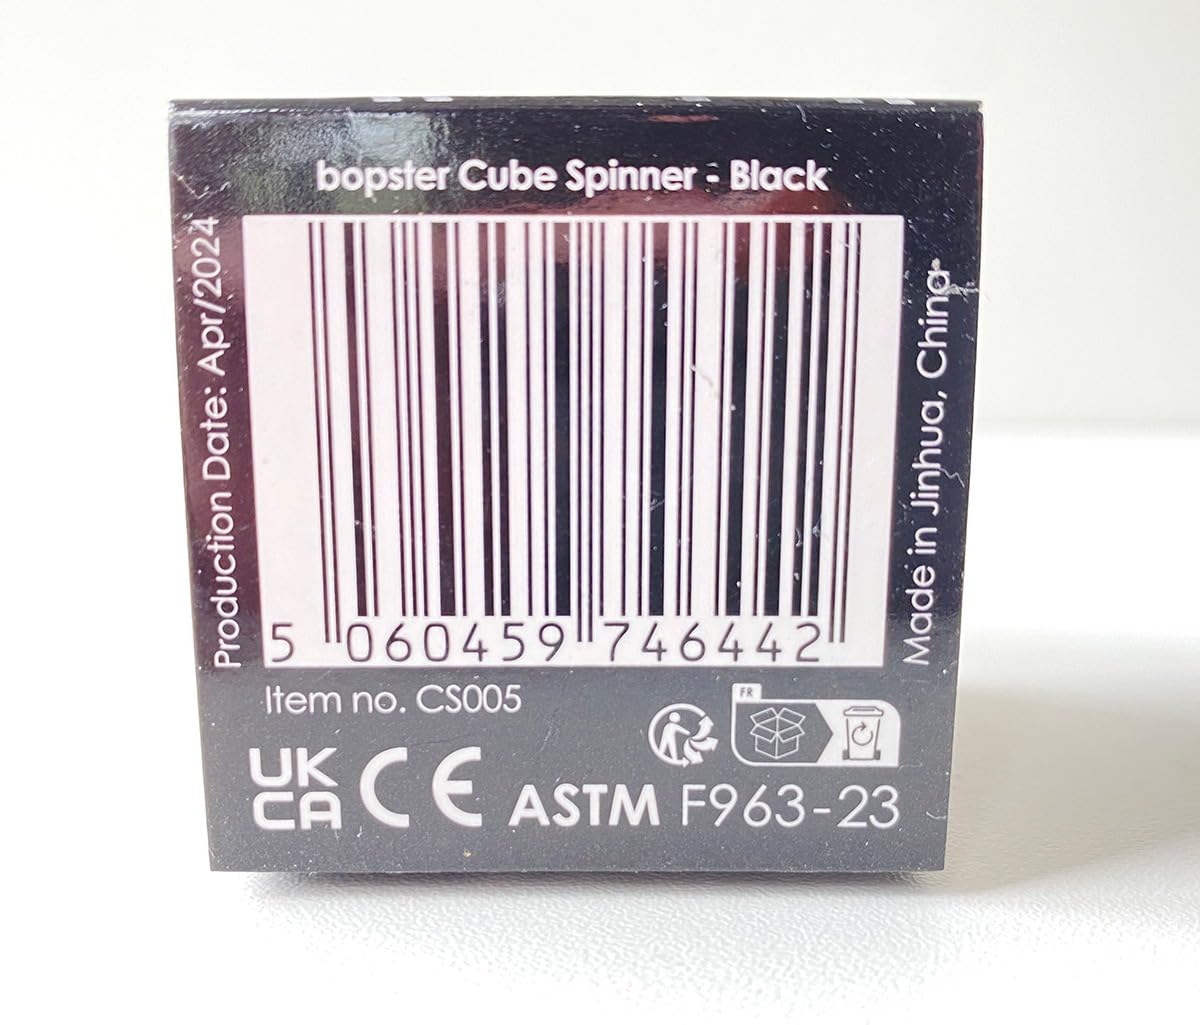 bopster Cube Spinner - Black
Production Date: Apr/2024
Made in Jinhua, China
5 060459 746442
Item no. CS005
FR
UK
CA
CE
ASTM F963-23